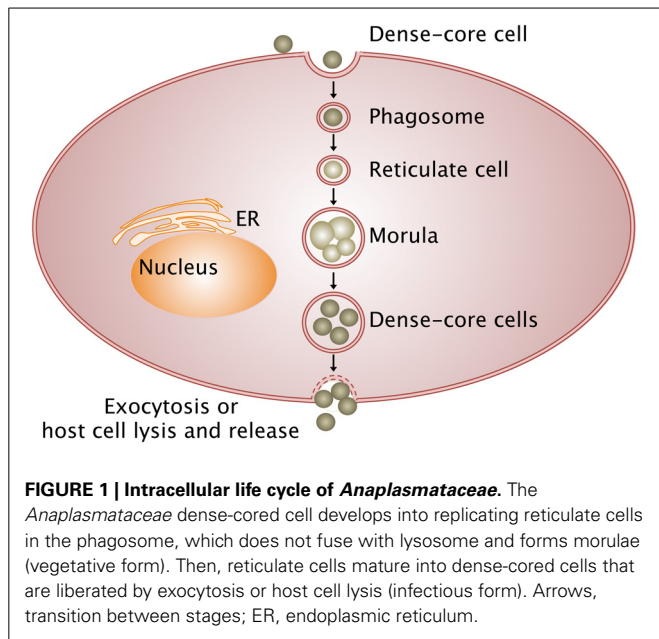 Dense-core cell
Phagosome
Reticulate cell
ER
Morula
Nucleus
Dense-core cells
Exocytosis or
host cell lysis and release
FIGURE 1 | Intracellular life cycle of Anaplasmataceae. The
Anaplasmataceae dense-cored cell develops into replicating reticulate cells
in the phagosome, which does not fuse with lysosome and forms morulae
(vegetative form). Then, reticulate cells mature into dense-cored cells that
are liberated by exocytosis or host cell lysis (infectious form). Arrows,
transition between stages; ER, endoplasmic reticulum.